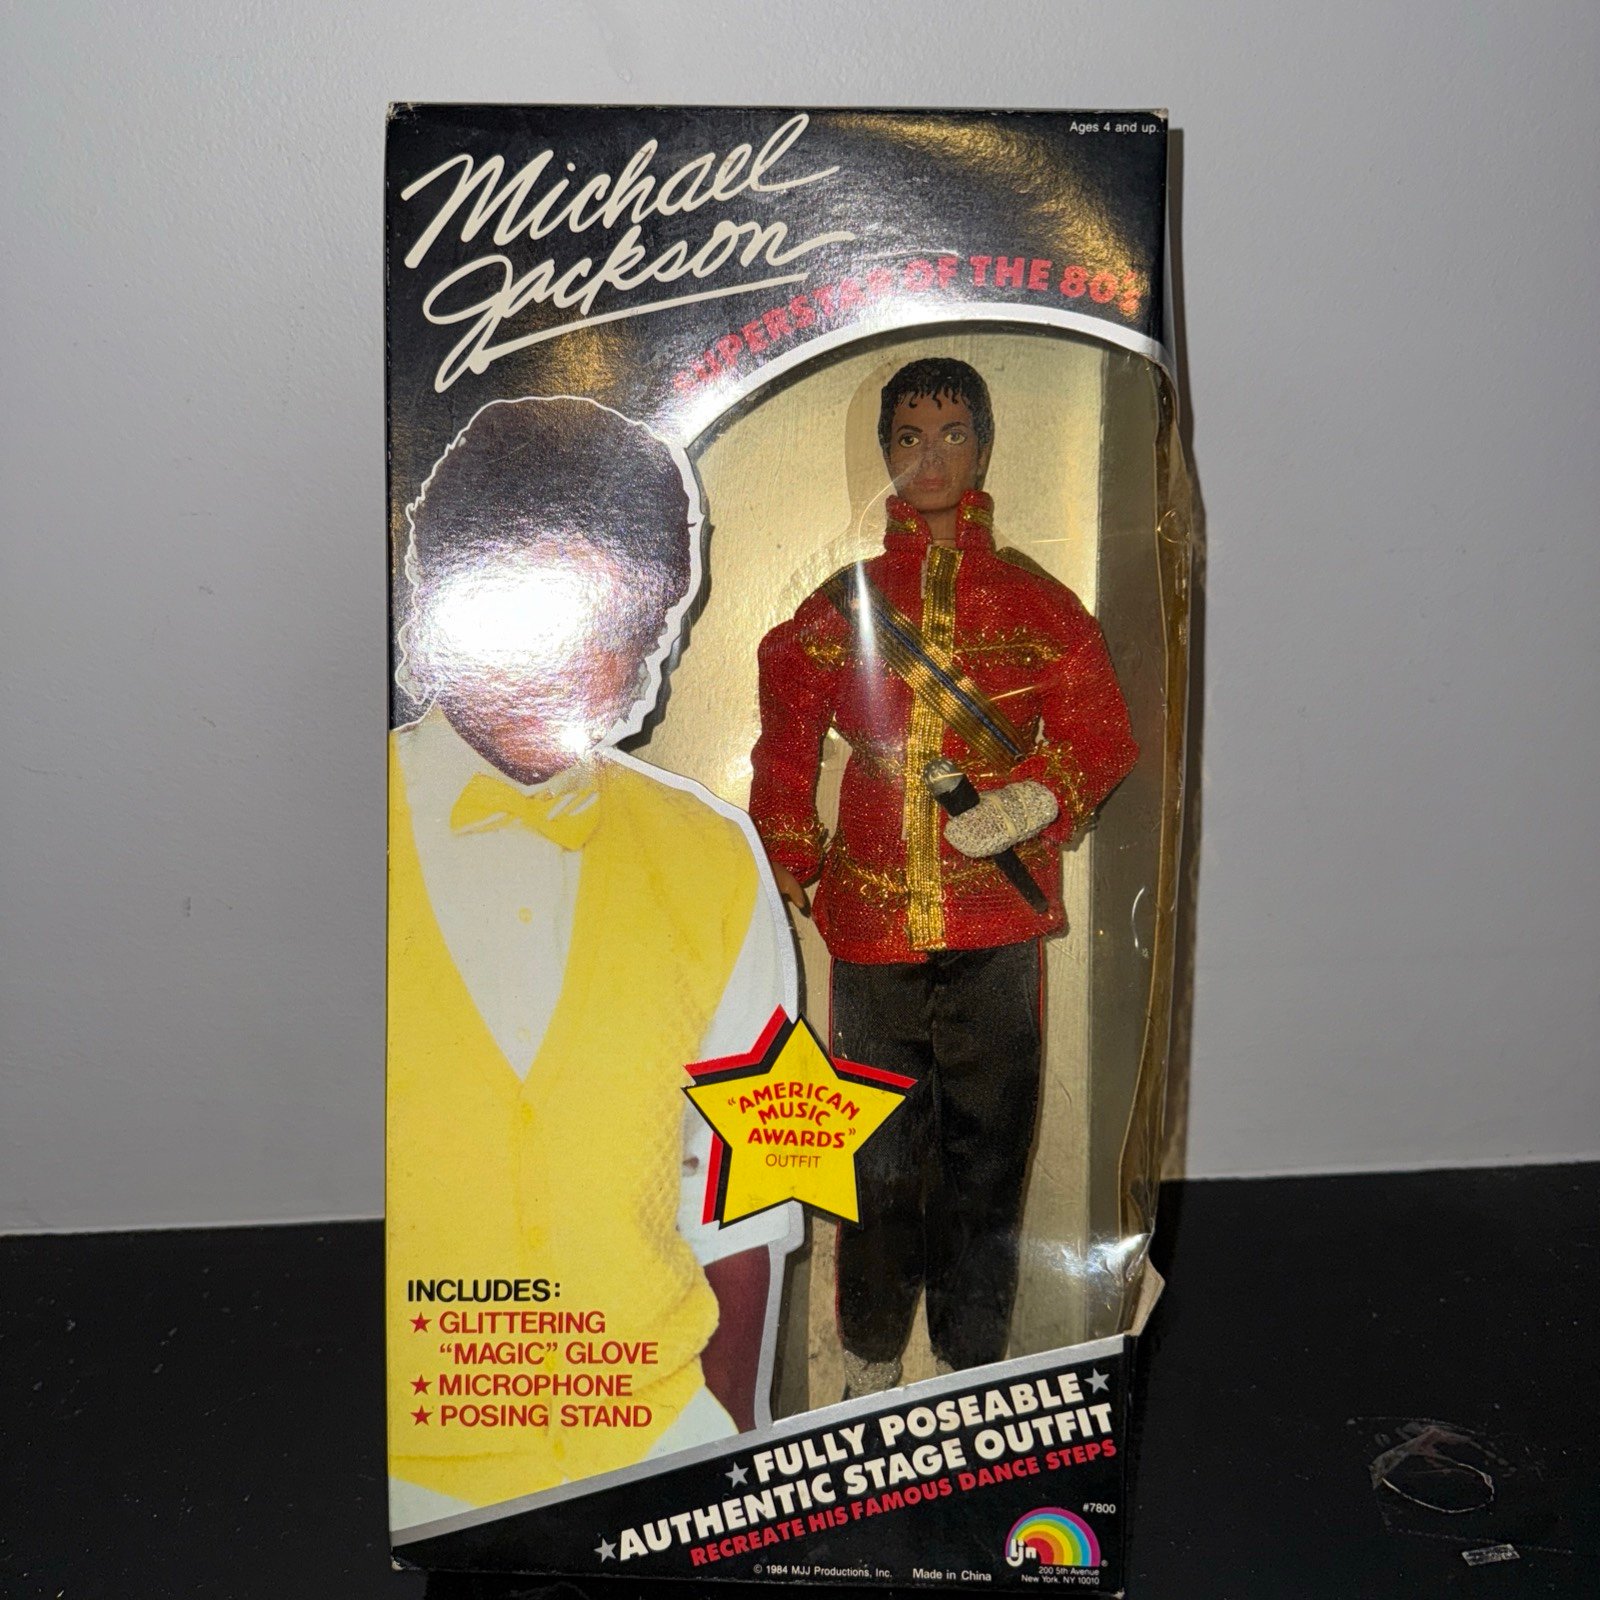 Ages 4 and up.
Michael
Jackson
SUPERSTAR OF THE 80's
"AMERICAN
MUSIC
AWARDS"
OUTFIT
INCLUDES:
★ GLITTERING
"MAGIC" GLOVE
★ MICROPHONE
★ POSING STAND
★ FULLY POSEABLE ★
★ AUTHENTIC STAGE OUTFIT
RECREATE HIS FAMOUS DANCE STEPS
#7800
ljn®
200 5th Avenue
New York, NY 10010
© 1984 MJJ Productions, Inc. Made in China